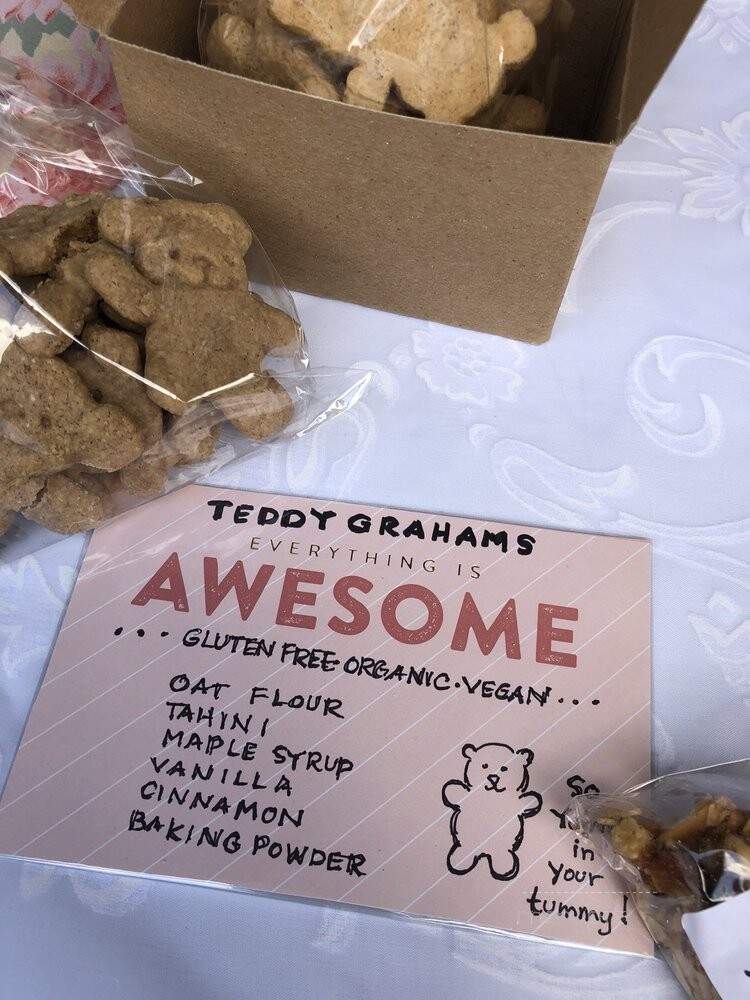 TEDDY GRAHAMS
EVERYTHING IS
AWESOME
... GLUTEN FREE·ORGANIC·VEGAN...
OAT FLOUR
TAHINI
MAPLE SYRUP
VANILLA
CINNAMON
BAKING POWDER
So
in
your
tummy!